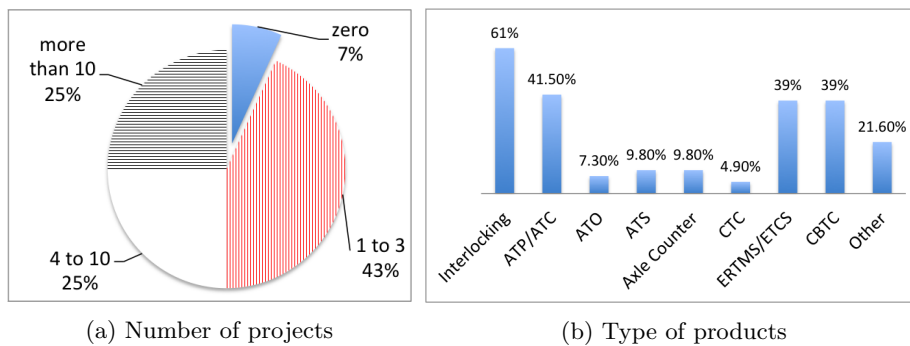 zero
7%
more
than 10
25%
4 to 10
25%
1 to 3
43%
(a) Number of projects
61%
41.50%
7.30%
9.80%
9.80%
4.90%
39%
39%
21.60%
Interlocking
ATP/ATC
ATO
ATS
Axle Counter
CTC
ERTMS/ETCS
CBTC
Other
(b) Type of products